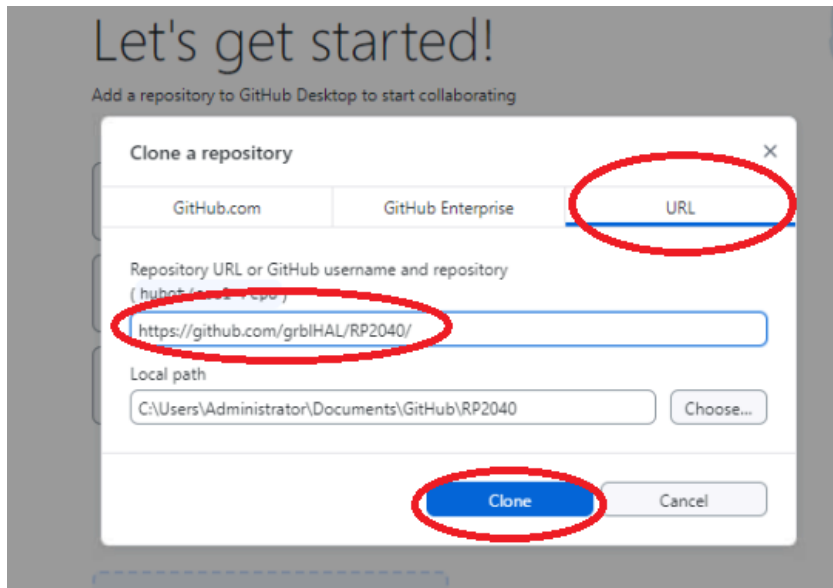 Let's get started!
Add a repository to GitHub Desktop to start collaborating
Clone a repository
×
GitHub.com GitHub Enterprise URL
Repository URL or GitHub username and repository
( hubot/
https://github.com/grblHAL/RP2040/
Local path
C:\Users\Administrator\Documents\GitHub\RP2040 Choose...
Clone Cancel